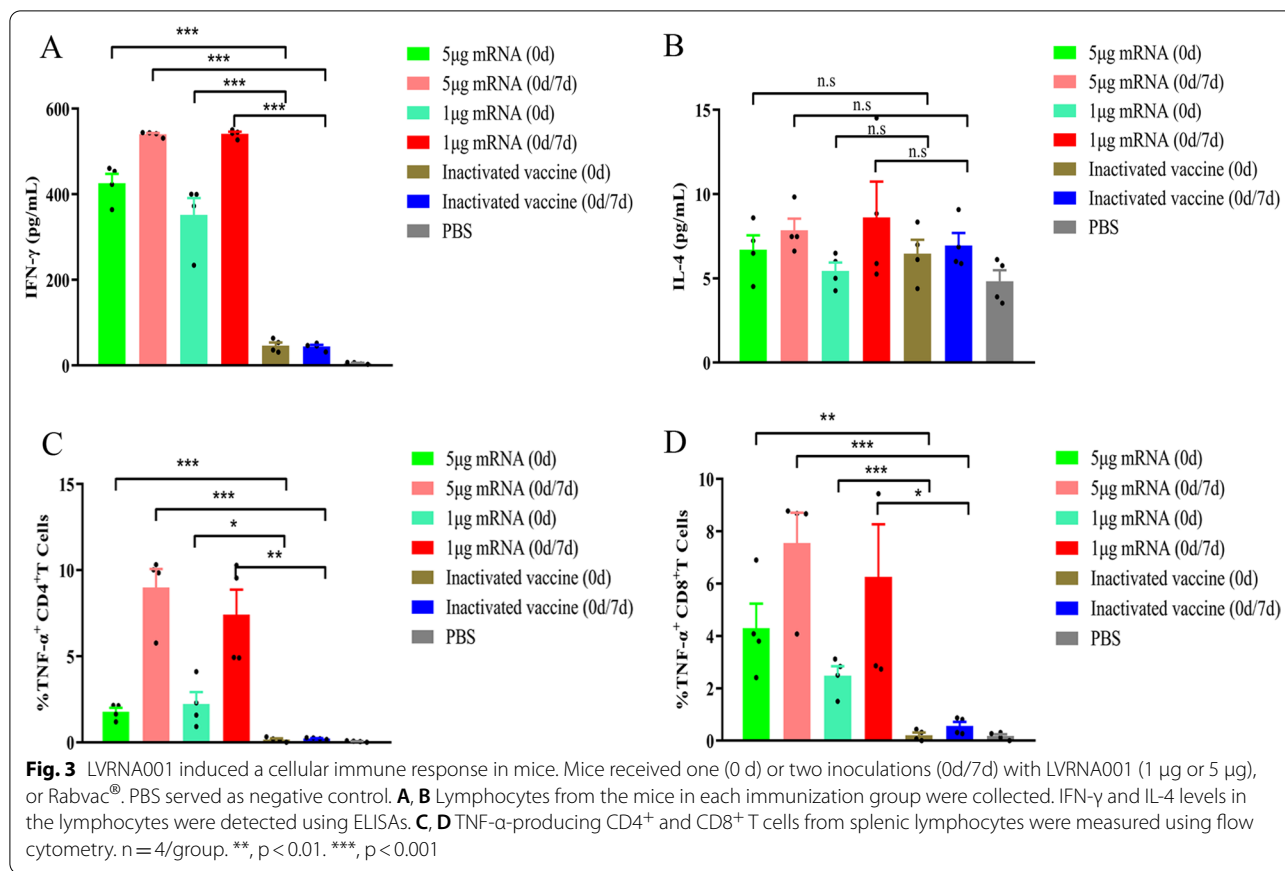 A
***
***
***
***
IFN-γ (pg/mL)
600
400
200
0
5μg mRNA (0d)
5μg mRNA (0d/7d)
1μg mRNA (0d)
1μg mRNA (0d/7d)
Inactivated vaccine (0d)
Inactivated vaccine (0d/7d)
PBS
B
n.s
n.s
n.s
n.s
IL-4 (pg/mL)
15
10
5
0
5μg mRNA (0d)
5μg mRNA (0d/7d)
1μg mRNA (0d)
1μg mRNA (0d/7d)
Inactivated vaccine (0d)
Inactivated vaccine (0d/7d)
PBS
C
***
***
*
**
%TNF-α⁺ CD4⁺T Cells
15
10
5
0
5μg mRNA (0d)
5μg mRNA (0d/7d)
1μg mRNA (0d)
1μg mRNA (0d/7d)
Inactivated vaccine (0d)
Inactivated vaccine (0d/7d)
PBS
D
**
***
***
*
%TNF-α⁺ CD8⁺T Cells
10
8
6
4
2
0
5μg mRNA (0d)
5μg mRNA (0d/7d)
1μg mRNA (0d)
1μg mRNA (0d/7d)
Inactivated vaccine (0d)
Inactivated vaccine (0d/7d)
PBS
Fig. 3 LVRNA001 induced a cellular immune response in mice. Mice received one (0 d) or two inoculations (0d/7d) with LVRNA001 (1 μg or 5 μg),
or Rabvac®. PBS served as negative control. A, B Lymphocytes from the mice in each immunization group were collected. IFN-γ and IL-4 levels in
the lymphocytes were detected using ELISAs. C, D TNF-α-producing CD4⁺ and CD8⁺ T cells from splenic lymphocytes were measured using flow
cytometry. n = 4/group. **, p < 0.01. ***, p < 0.001